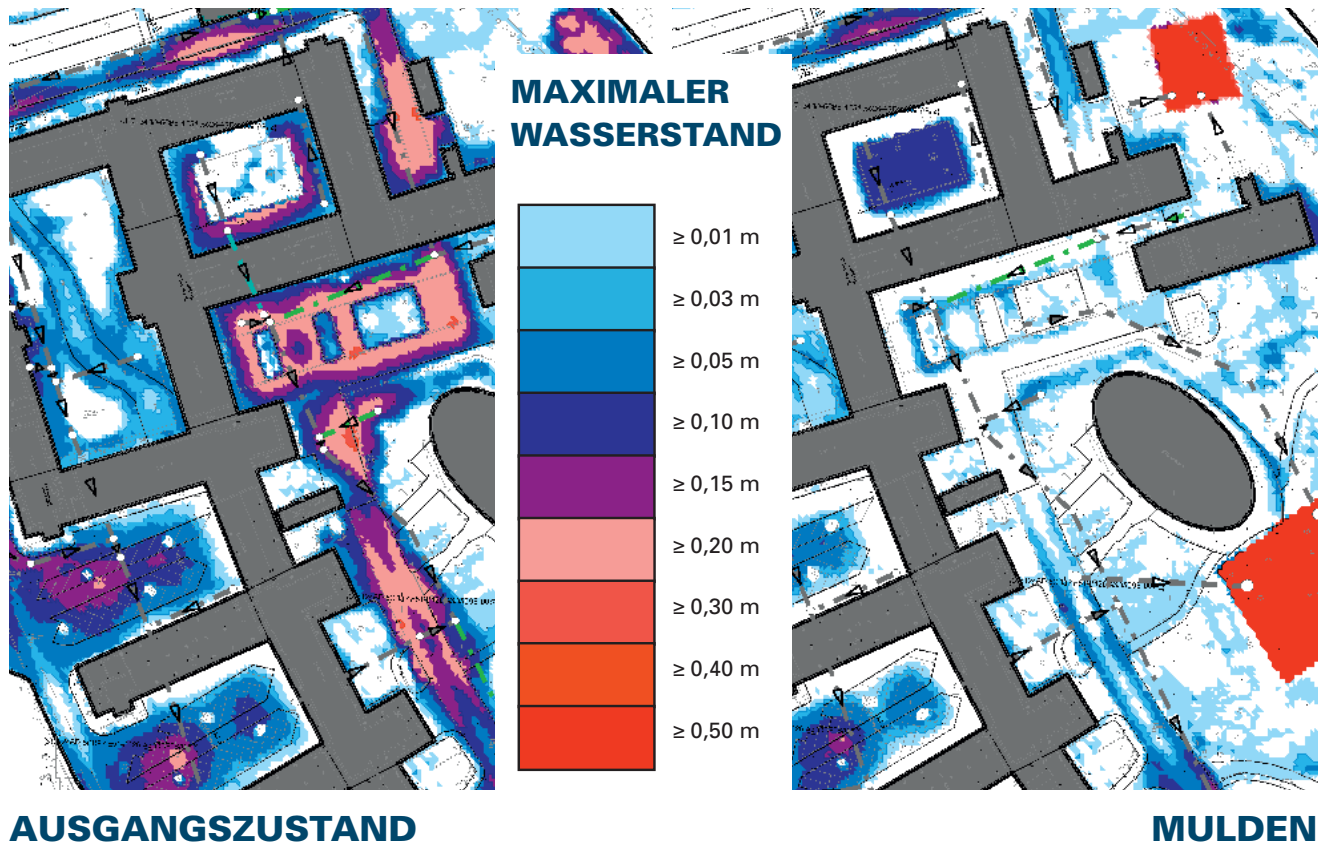 MAXIMALER
WASSERSTAND
≥ 0,01 m
≥ 0,03 m
≥ 0,05 m
≥ 0,10 m
≥ 0,15 m
≥ 0,20 m
≥ 0,30 m
≥ 0,40 m
≥ 0,50 m
AUSGANGSZUSTAND
MULDEN